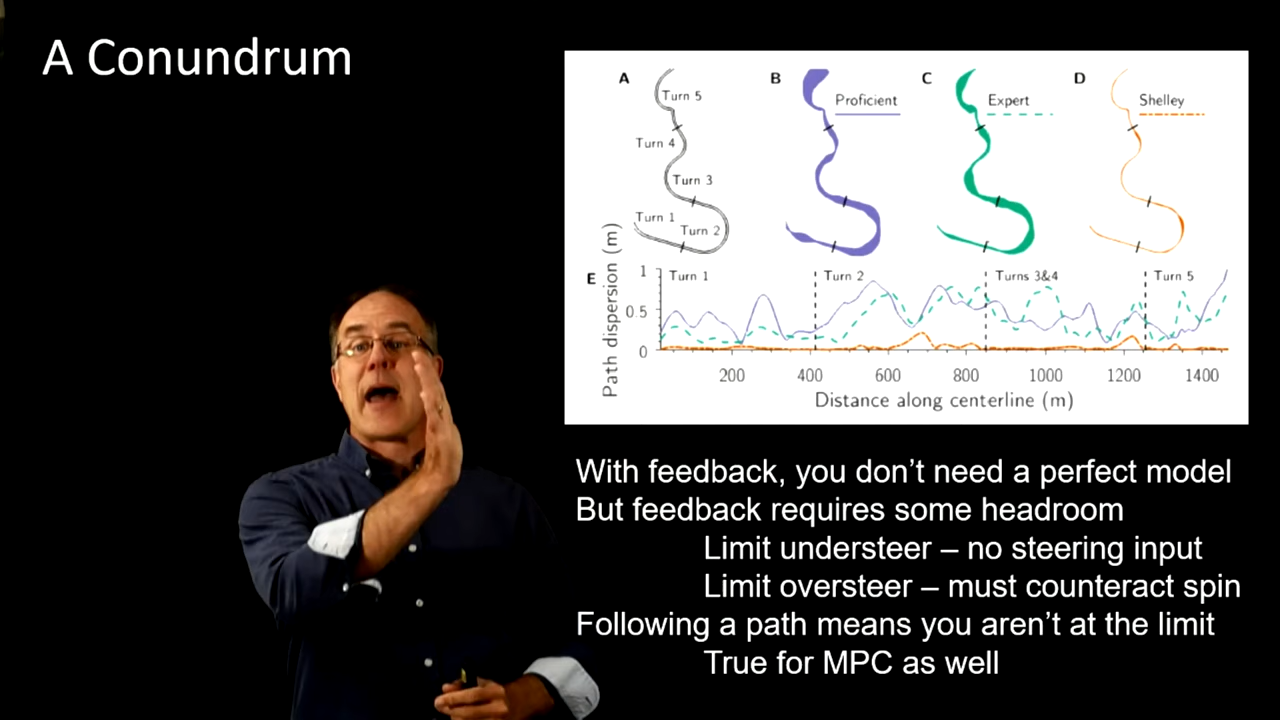 A Conundrum
A
B
C
D
Turn 5
Proficient
Expert
Shelley
Turn 4
Turn 3
Turn 1
Turn 2
E
Path dispersion (m)
1
0.5
0
Turn 1
Turn 2
Turns 3&4
Turn 5
200
400
600
800
1000
1200
1400
Distance along centerline (m)
With feedback, you don’t need a perfect model
But feedback requires some headroom
Limit understeer – no steering input
Limit oversteer – must counteract spin
Following a path means you aren’t at the limit
True for MPC as well